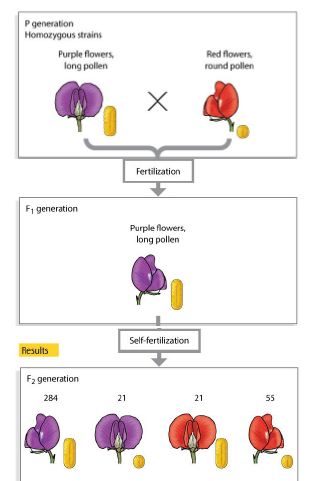 P generation
Homozygous strains
Purple flowers,
long pollen
Red flowers,
round pollen
Fertilization
F₁ generation
Purple flowers,
long pollen
Self-fertilization
Results
F₂ generation
284 21 21 55